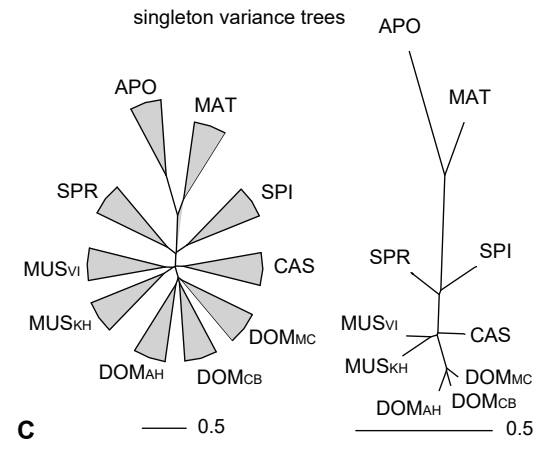 singleton variance trees
APO
MAT
SPR
SPI
MUSVI
CAS
MUSKH
DOMMC
DOMAH
DOMCB
0.5
APO
MAT
SPR
SPI
MUSVI
CAS
MUSKH
DOMMC
DOMCB
DOMAH
0.5
C